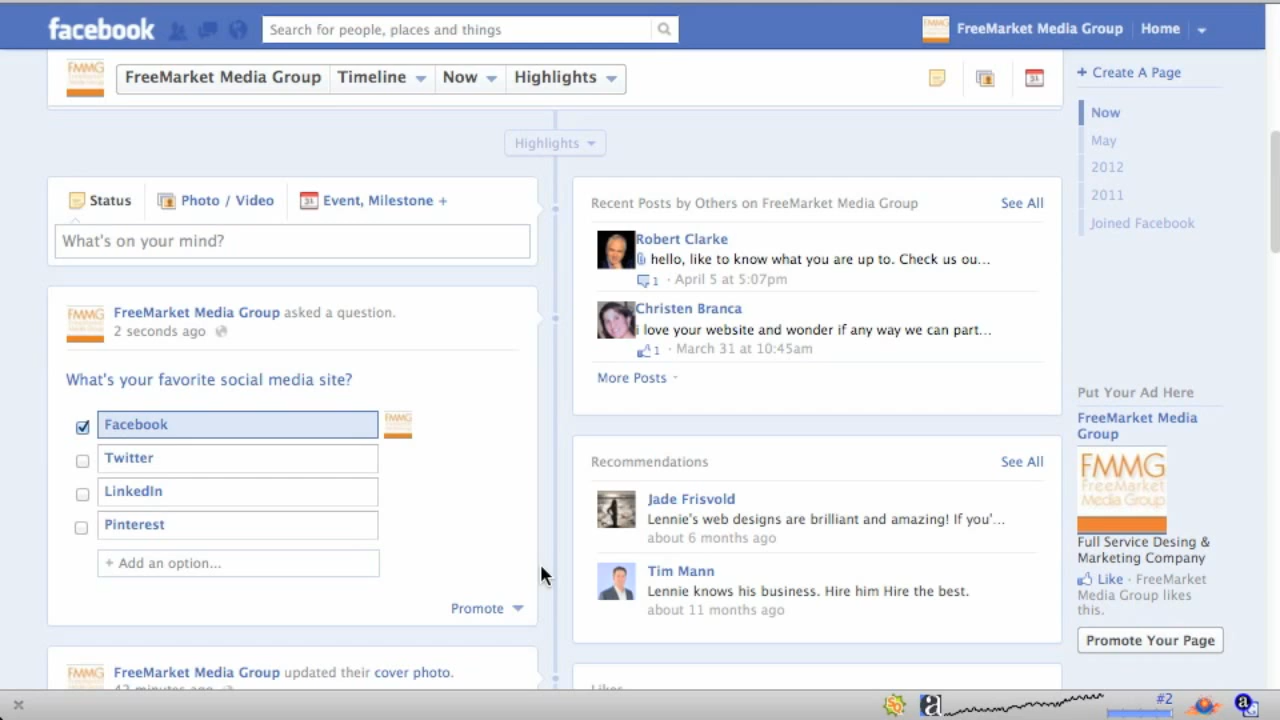 facebook
Search for people, places and things
FMMG
FreeMarket Media Group
Home
FMMG
FreeMarket Media Group
Timeline
Now
Highlights
31
+ Create A Page
Now
May
2012
2011
Joined Facebook
Highlights
Status
Photo / Video
31
Event, Milestone +
What's on your mind?
FMMG
FreeMarket Media Group asked a question.
2 seconds ago
What's your favorite social media site?
Facebook
FMMG
Twitter
LinkedIn
Pinterest
+ Add an option...
Promote
FMMG
FreeMarket Media Group updated their cover photo.
Recent Posts by Others on FreeMarket Media Group
See All
Robert Clarke
hello, like to know what you are up to. Check us ou...
1 · April 5 at 5:07pm
Christen Branca
i love your website and wonder if any way we can part...
1 · March 31 at 10:45am
More Posts
Recommendations
See All
Jade Frisvold
Lennie's web designs are brilliant and amazing! If you'...
about 6 months ago
Tim Mann
Lennie knows his business. Hire him Hire the best.
about 11 months ago
Likes
Put Your Ad Here
FreeMarket Media
Group
FMMG
FreeMarket
Media Group
Full Service Desing &
Marketing Company
Like · FreeMarket
Media Group likes
this.
Promote Your Page
SQ
a
#2
a